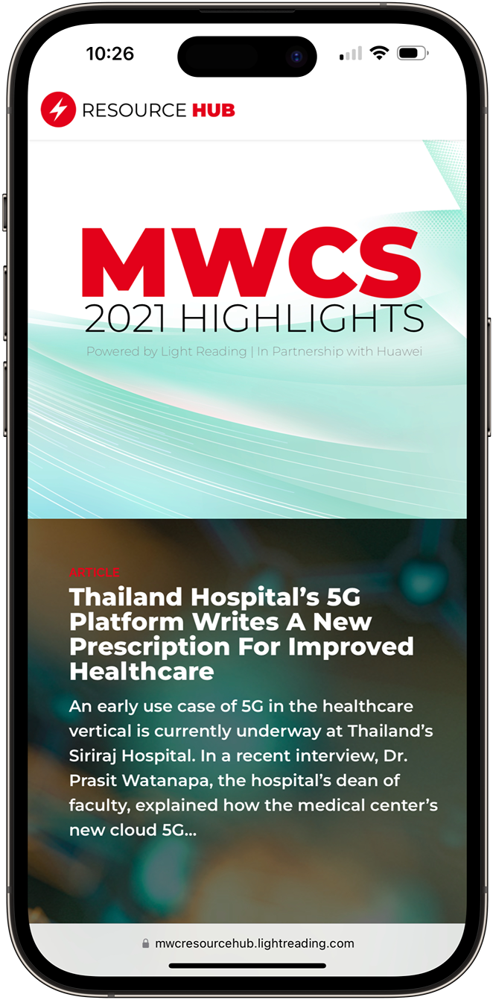 10:26
RESOURCE HUB
MWCS
2021 HIGHLIGHTS
Powered by Light Reading | In Partnership with Huawei
ARTICLE
Thailand Hospital’s 5G
Platform Writes A New
Prescription For Improved
Healthcare
An early use case of 5G in the healthcare
vertical is currently underway at Thailand’s
Siriraj Hospital. In a recent interview, Dr.
Prasit Watanapa, the hospital’s dean of
faculty, explained how the medical center’s
new cloud 5G...
mwcresourcehub.lightreading.com